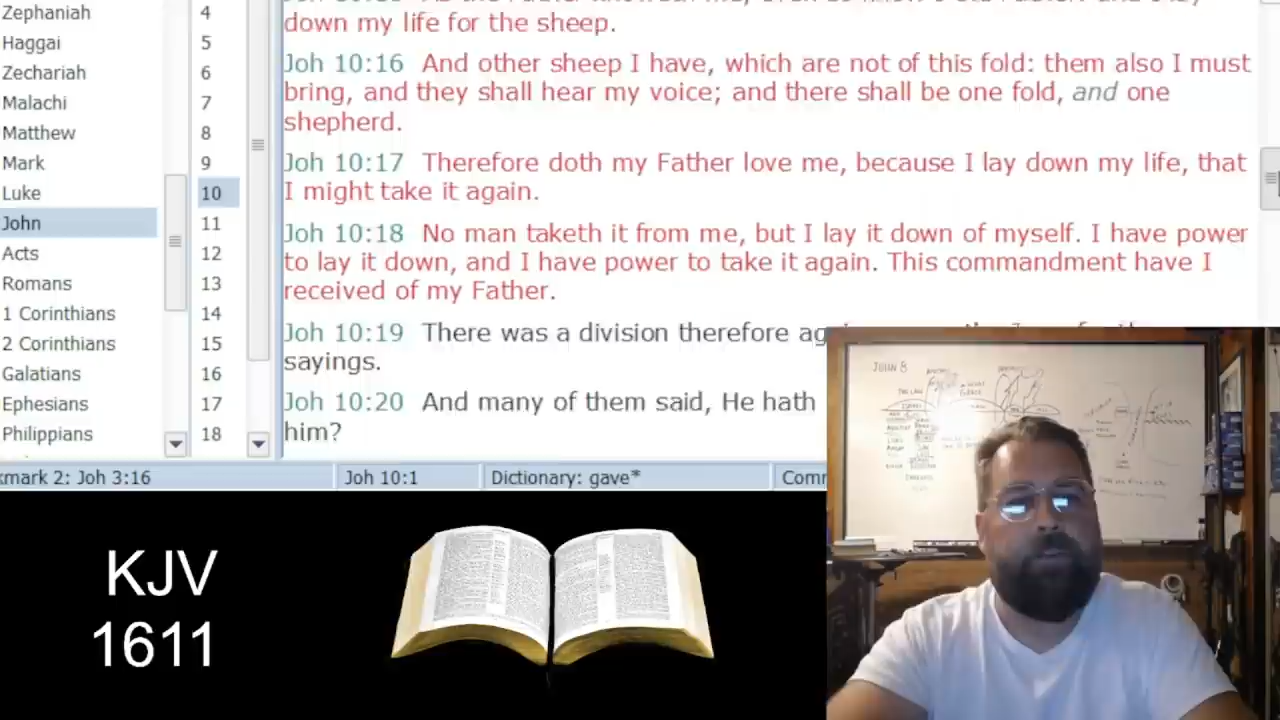 Zephaniah
Haggai
Zechariah
Malachi
Matthew
Mark
Luke
John
Acts
Romans
1 Corinthians
2 Corinthians
Galatians
Ephesians
Philippians
4
5
6
7
8
9
10
11
12
13
14
15
16
17
18
down my life for the sheep.
Joh 10:16 And other sheep I have, which are not of this fold: them also I must
bring, and they shall hear my voice; and there shall be one fold, and one
shepherd.
Joh 10:17 Therefore doth my Father love me, because I lay down my life, that
I might take it again.
Joh 10:18 No man taketh it from me, but I lay it down of myself. I have power
to lay it down, and I have power to take it again. This commandment have I
received of my Father.
Joh 10:19 There was a division therefore
sayings.
Joh 10:20 And many of them said, He hath
him?
mark 2: Joh 3:16
Joh 10:1
Dictionary: gave*
Comm
KJV
1611
JOHN 8
THE LAW